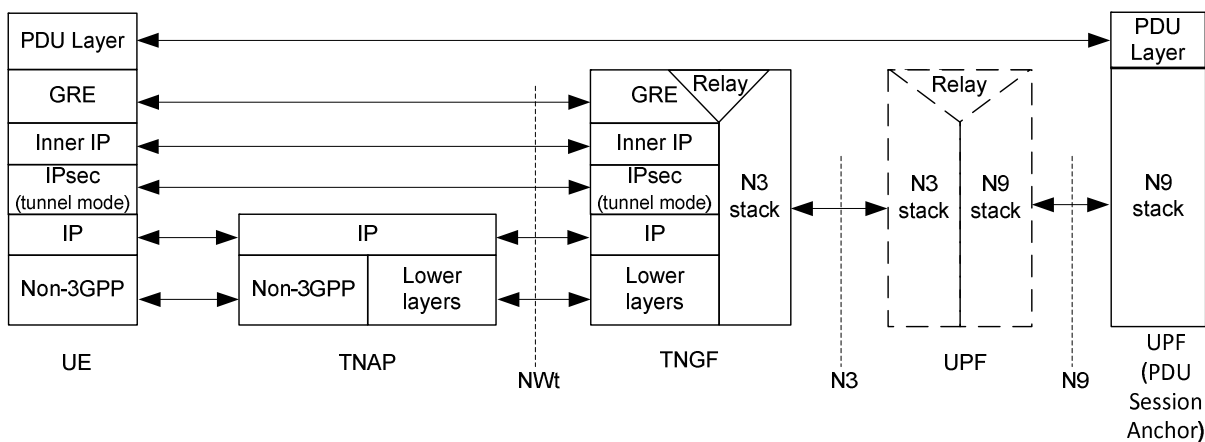 PDU Layer
PDU
Layer
GRE
GRE
Relay
Relay
Inner IP
Inner IP
IPsec
(tunnel mode)
IPsec
(tunnel mode)
N3
stack
N3
stack
N9
stack
N9
stack
IP
IP
IP
Non-3GPP
Non-3GPP
Lower
layers
Lower
layers
UE
TNAP
NWt
TNGF
N3
UPF
N9
UPF
(PDU
Session
Anchor)